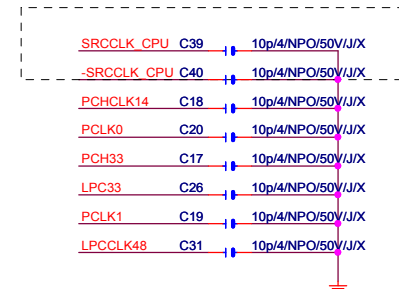 SRCCLK_CPU C39 10p/4/NPO/50V/J/X
-SRCCLK_CPU C40 10p/4/NPO/50V/J/X
PCHCLK14 C18 10p/4/NPO/50V/J/X
PCLK0 C20 10p/4/NPO/50V/J/X
PCH33 C17 10p/4/NPO/50V/J/X
LPC33 C26 10p/4/NPO/50V/J/X
PCLK1 C19 10p/4/NPO/50V/J/X
LPCCLK48 C31 10p/4/NPO/50V/J/X